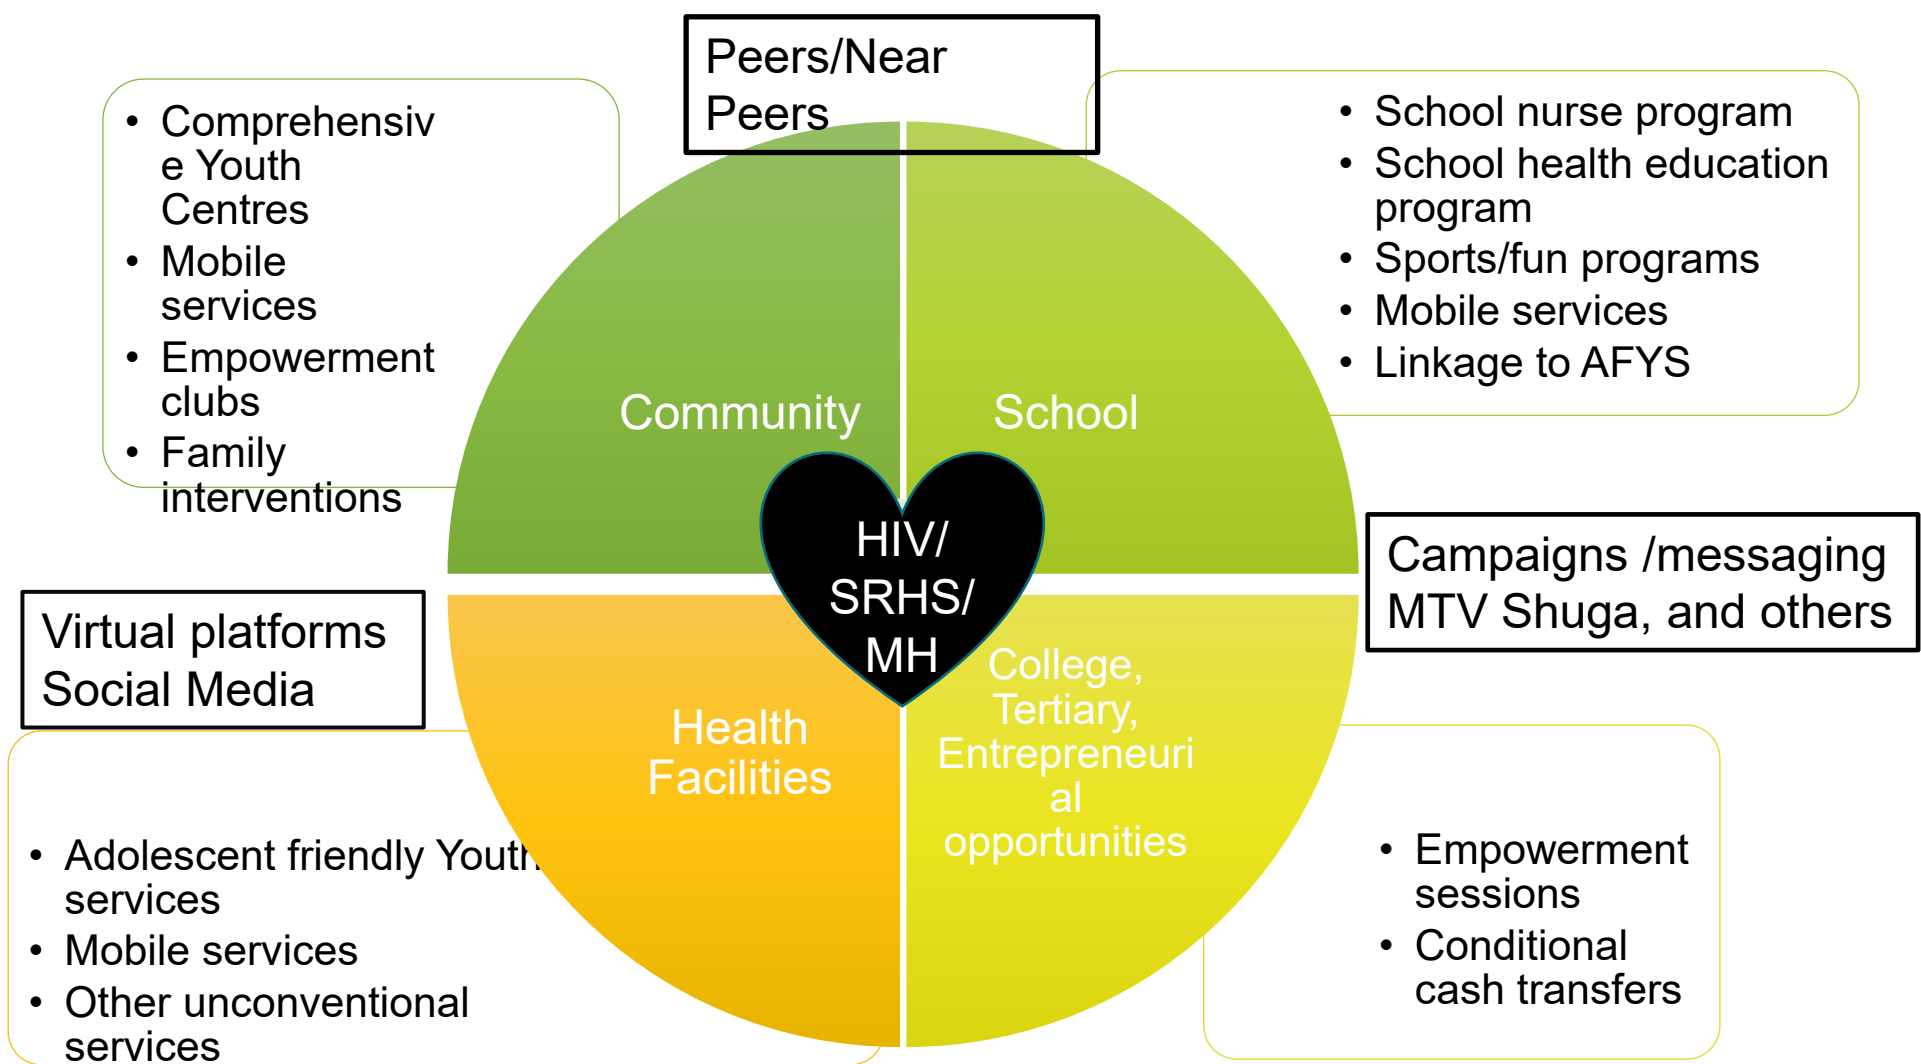 Peers/Near
Peers
• Comprehensiv
e Youth
Centres
• Mobile
services
• Empowerment
clubs
• Family
interventions
• School nurse program
• School health education
program
• Sports/fun programs
• Mobile services
• Linkage to AFYS
Community
School
HIV/
SRHS/
MH
Campaigns /messaging
MTV Shuga, and others
Virtual platforms
Social Media
Health
Facilities
College,
Tertiary,
Entrepreneuri
al
opportunities
• Adolescent friendly Youth
services
• Mobile services
• Other unconventional
services
• Empowerment
sessions
• Conditional
cash transfers